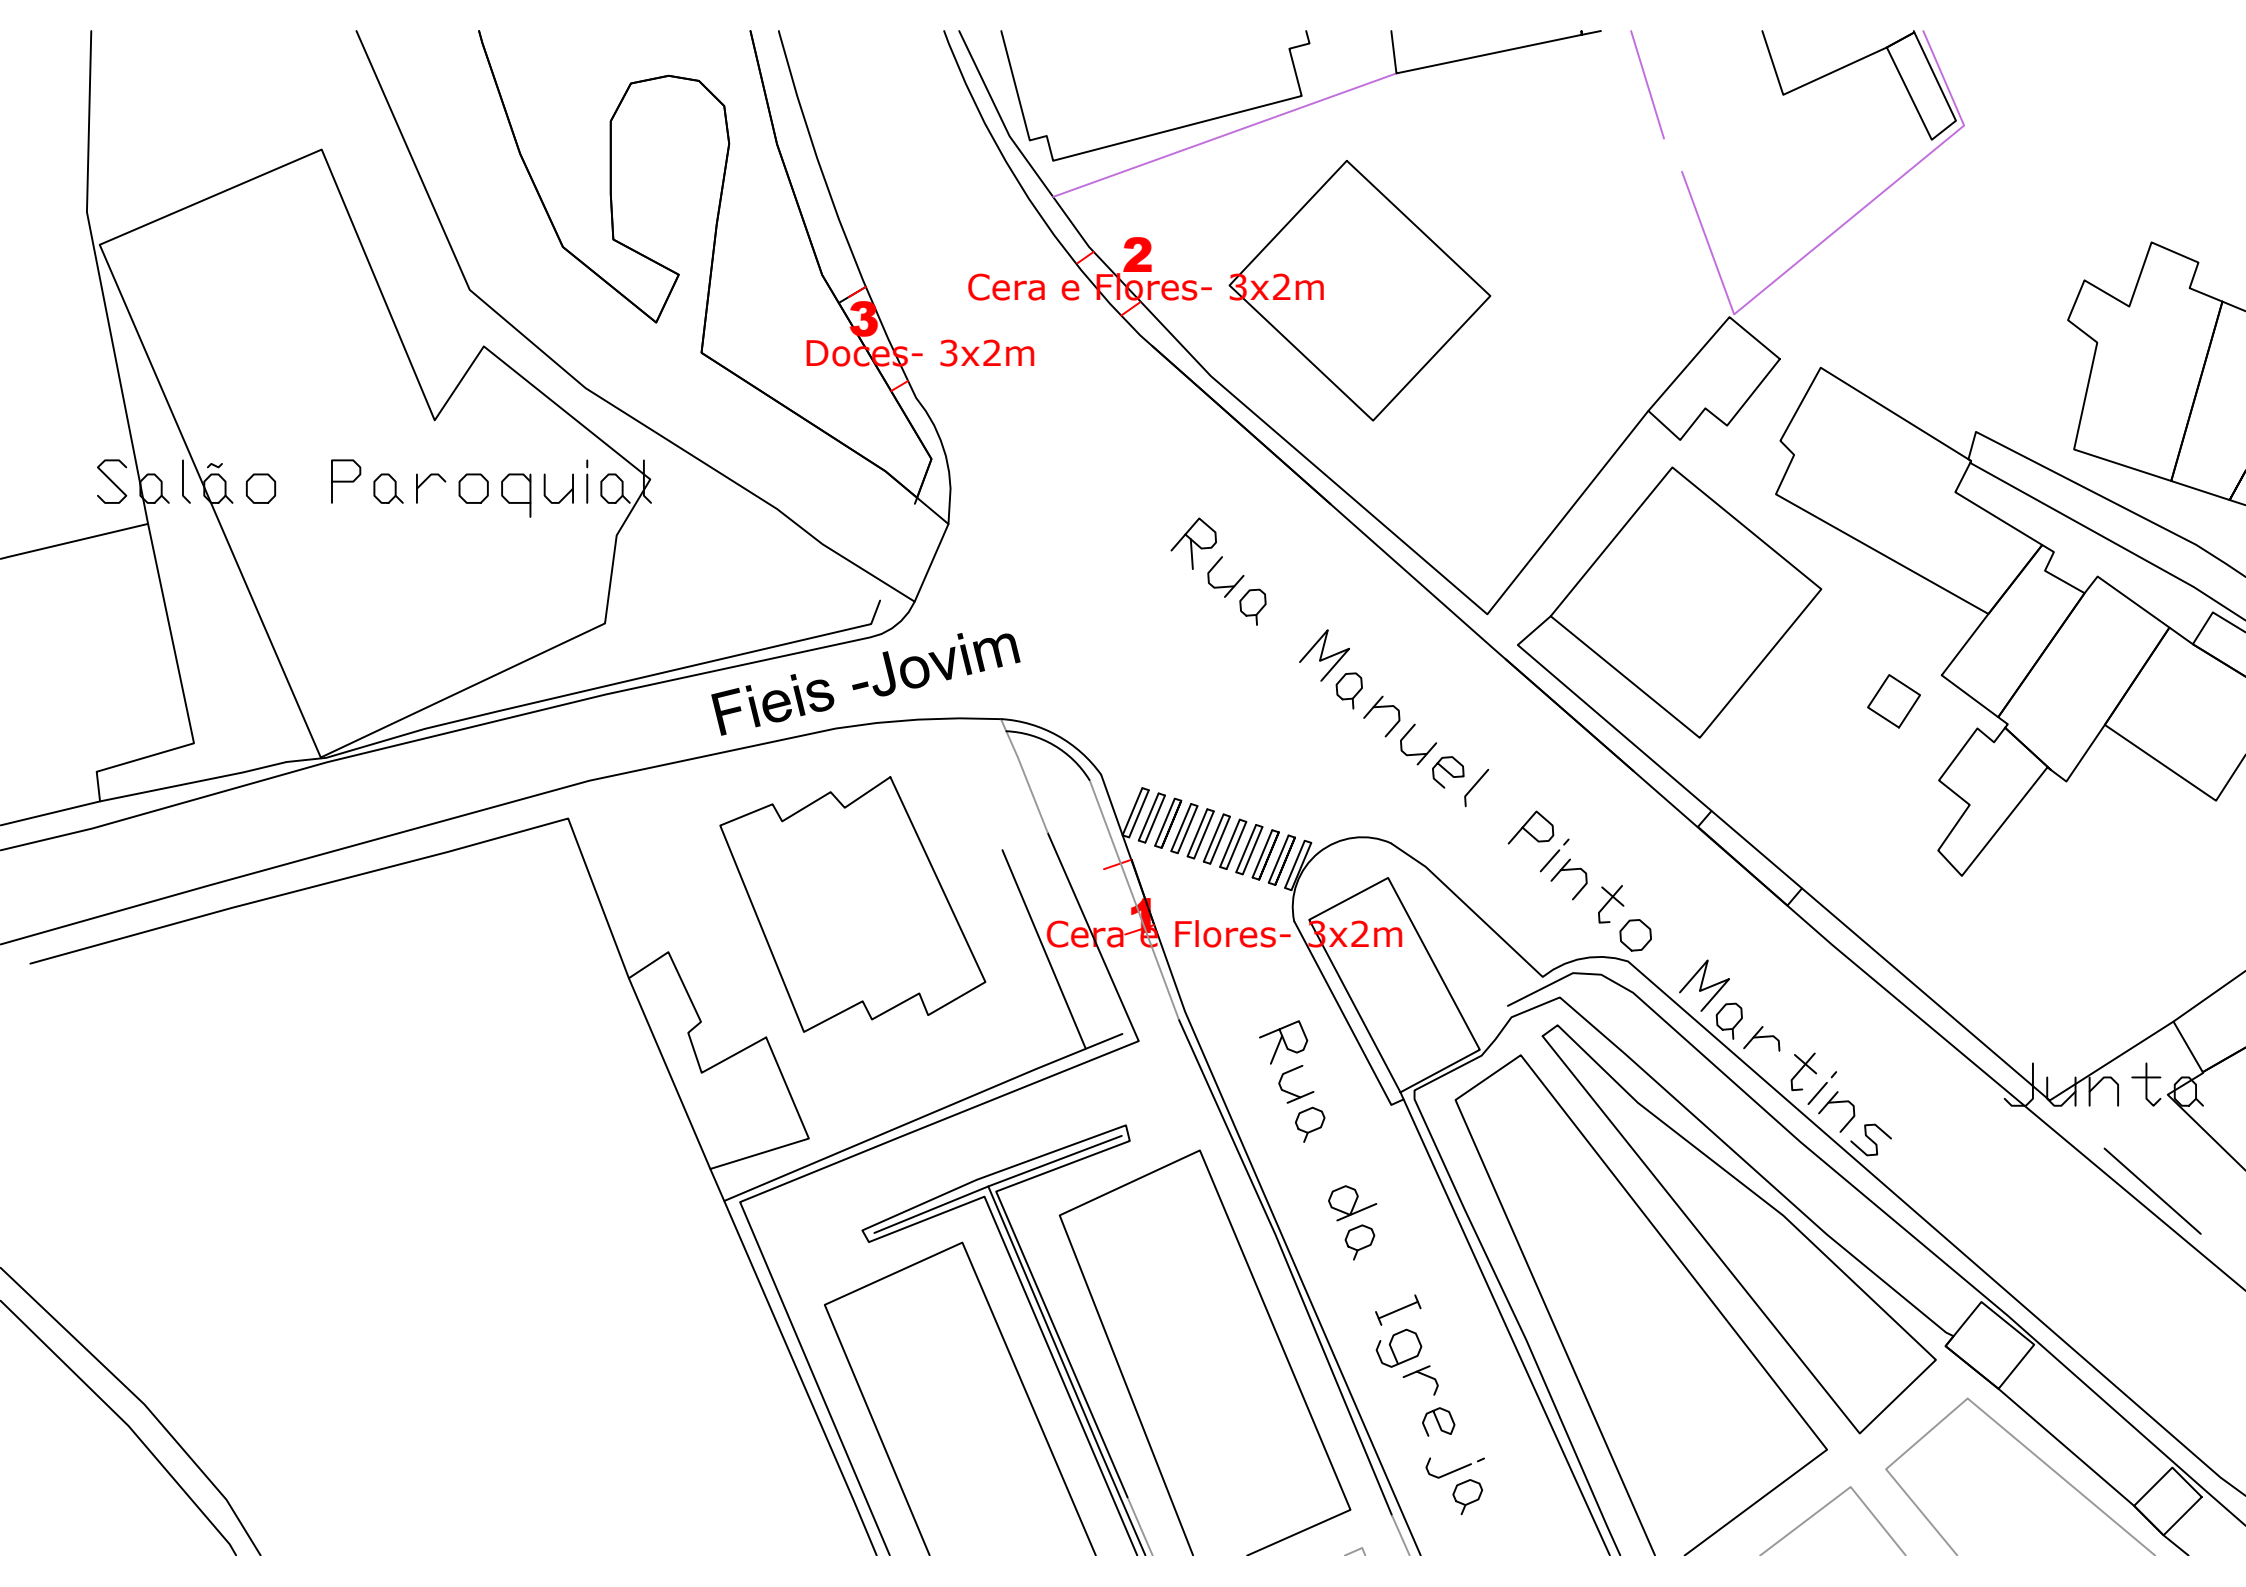 2
Cera e Flores- 3x2m
3
Doces- 3x2m
Salão Paroquial
Rua Manuel Pinto Martins
Fieis -Jovim
1
Cera e Flores- 3x2m
Rua da Igreja
Junta